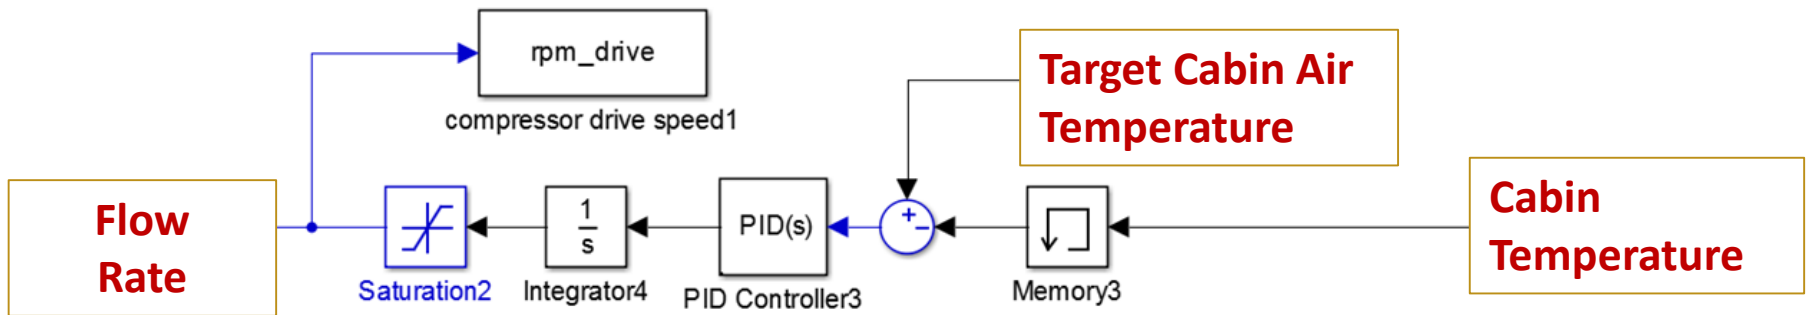 rpm_drive
compressor drive speed1
Target Cabin Air
Temperature
Flow
Rate
Saturation2
1
s
Integrator4
PID(s)
PID Controller3
+
−
Memory3
Cabin
Temperature